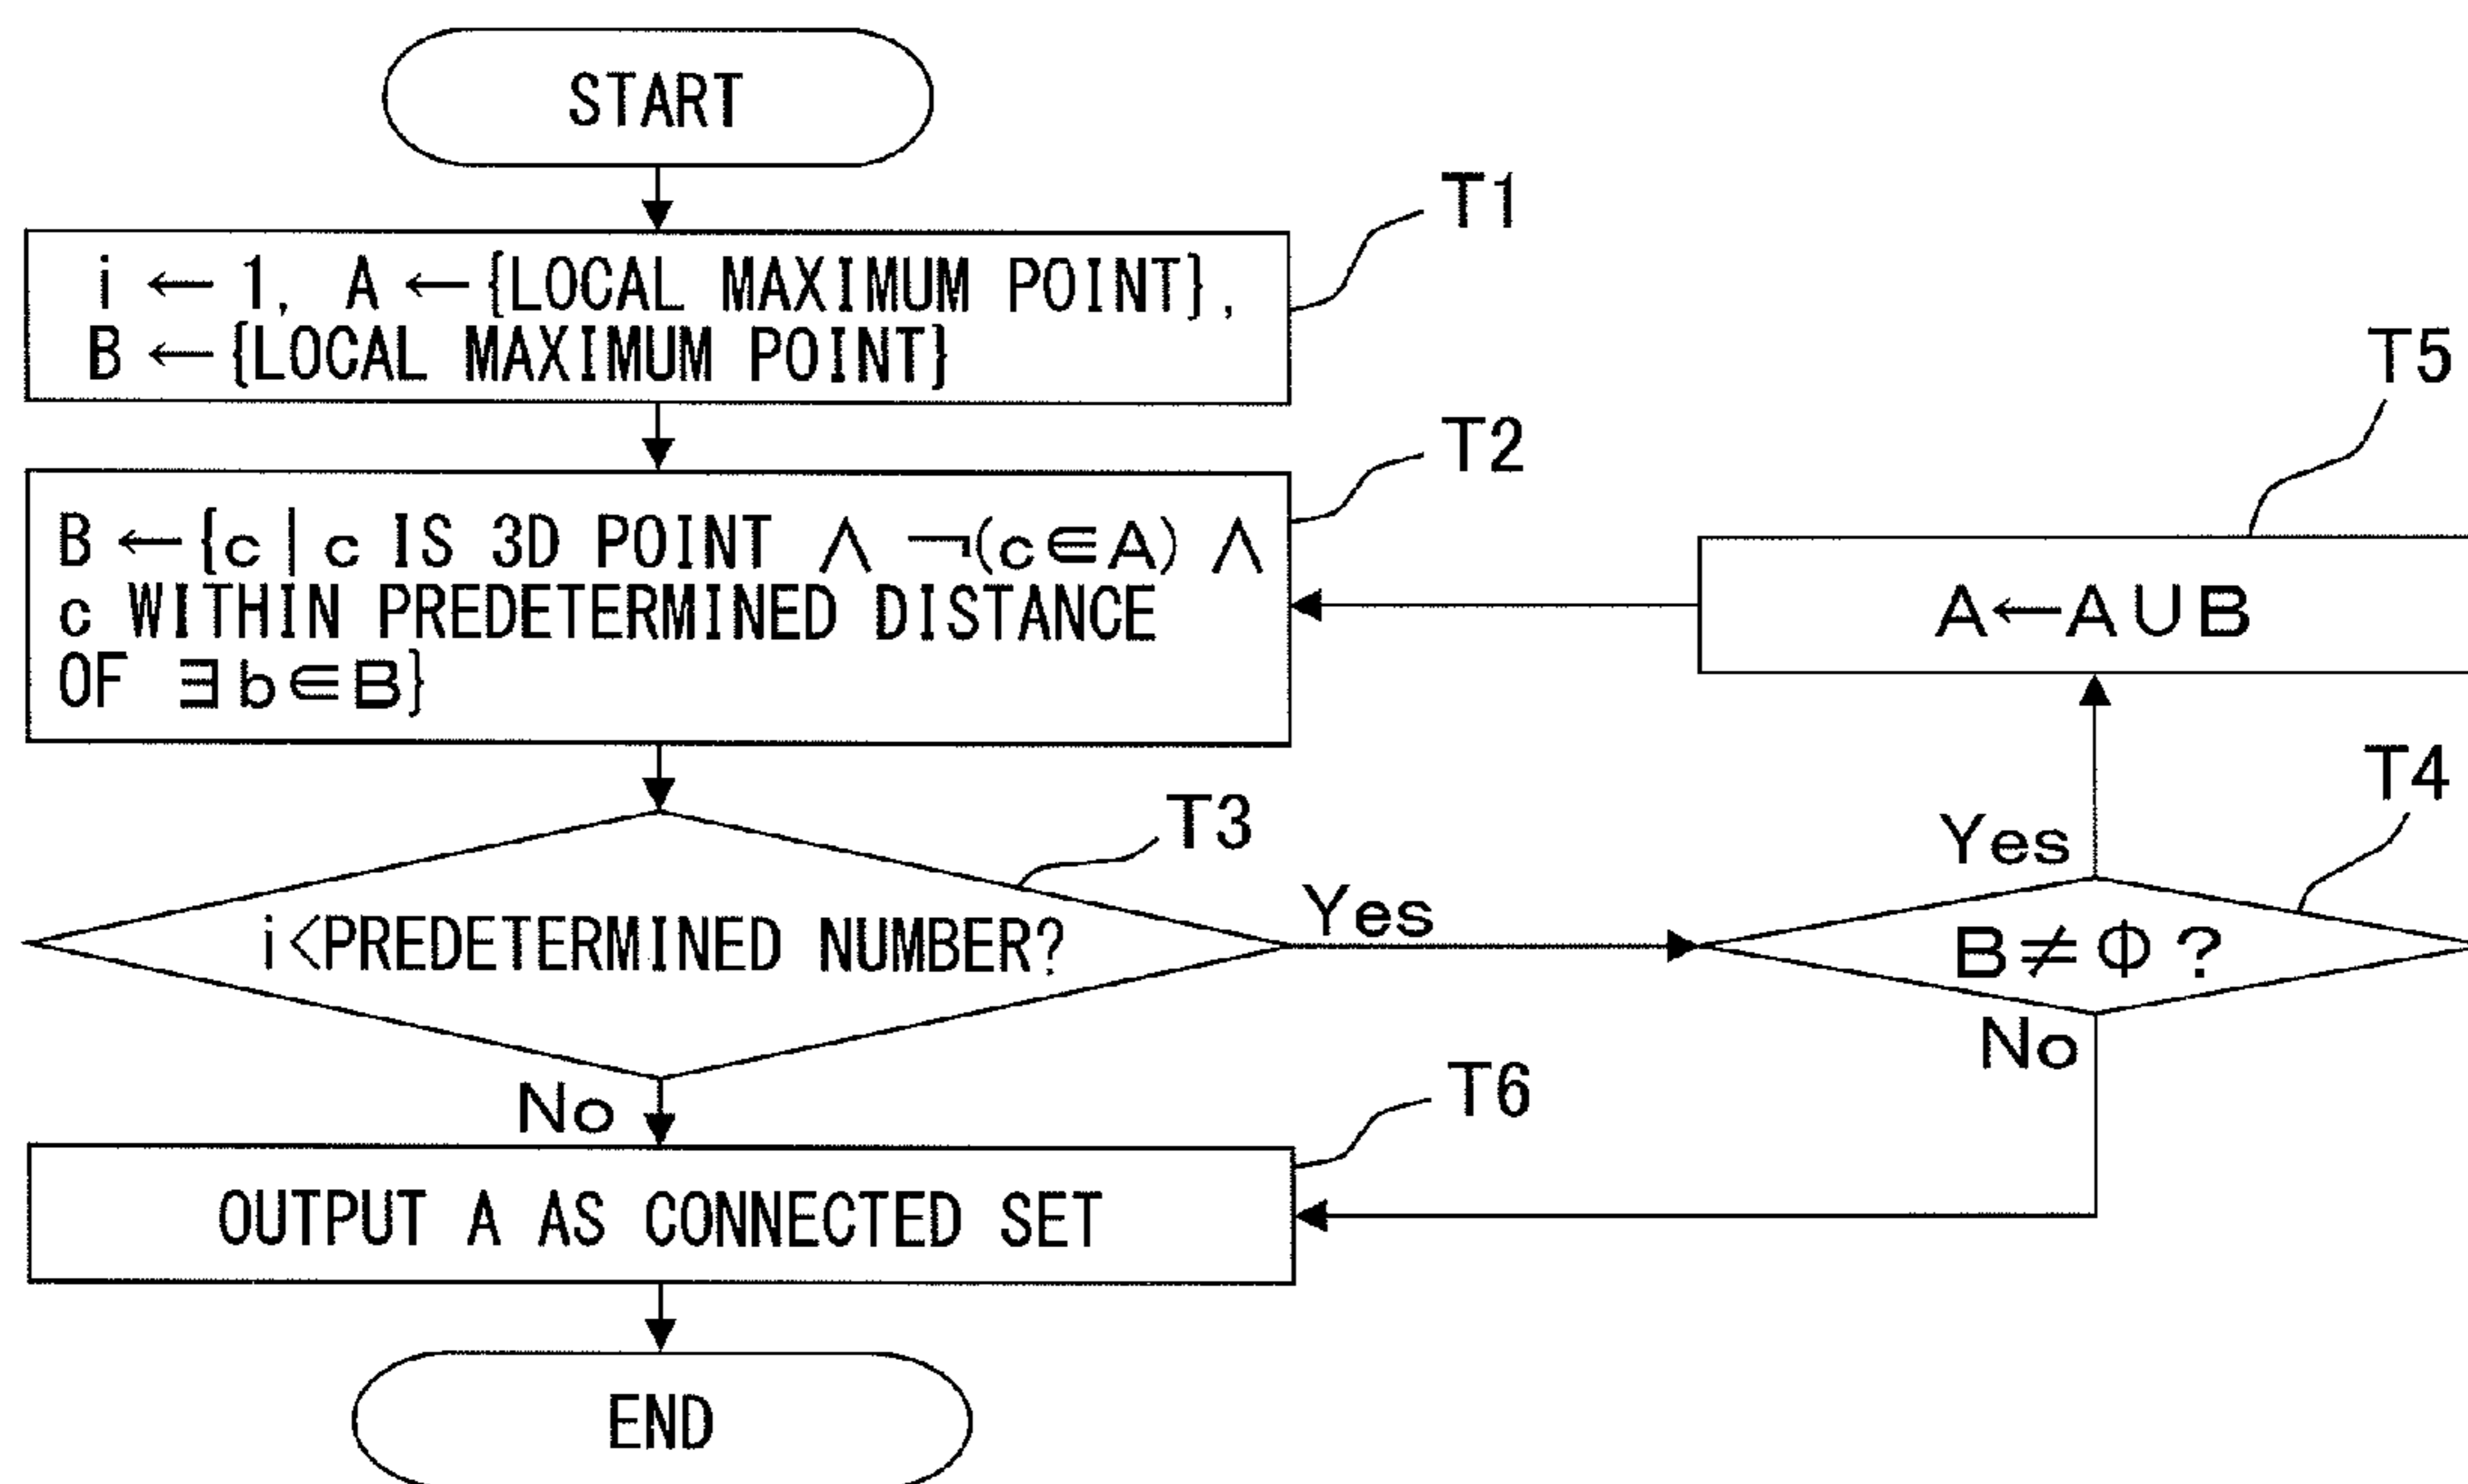 START
T1
i ← 1, A ← {LOCAL MAXIMUM POINT},
B ← {LOCAL MAXIMUM POINT}
T2
B ← {c | c IS 3D POINT ∧ ¬(c∈A) ∧
c WITHIN PREDETERMINED DISTANCE
OF ∃b∈B}
T5
A←A∪B
T3
i<PREDETERMINED NUMBER?
Yes
No
T4
B≠Φ?
Yes
No
T6
OUTPUT A AS CONNECTED SET
END